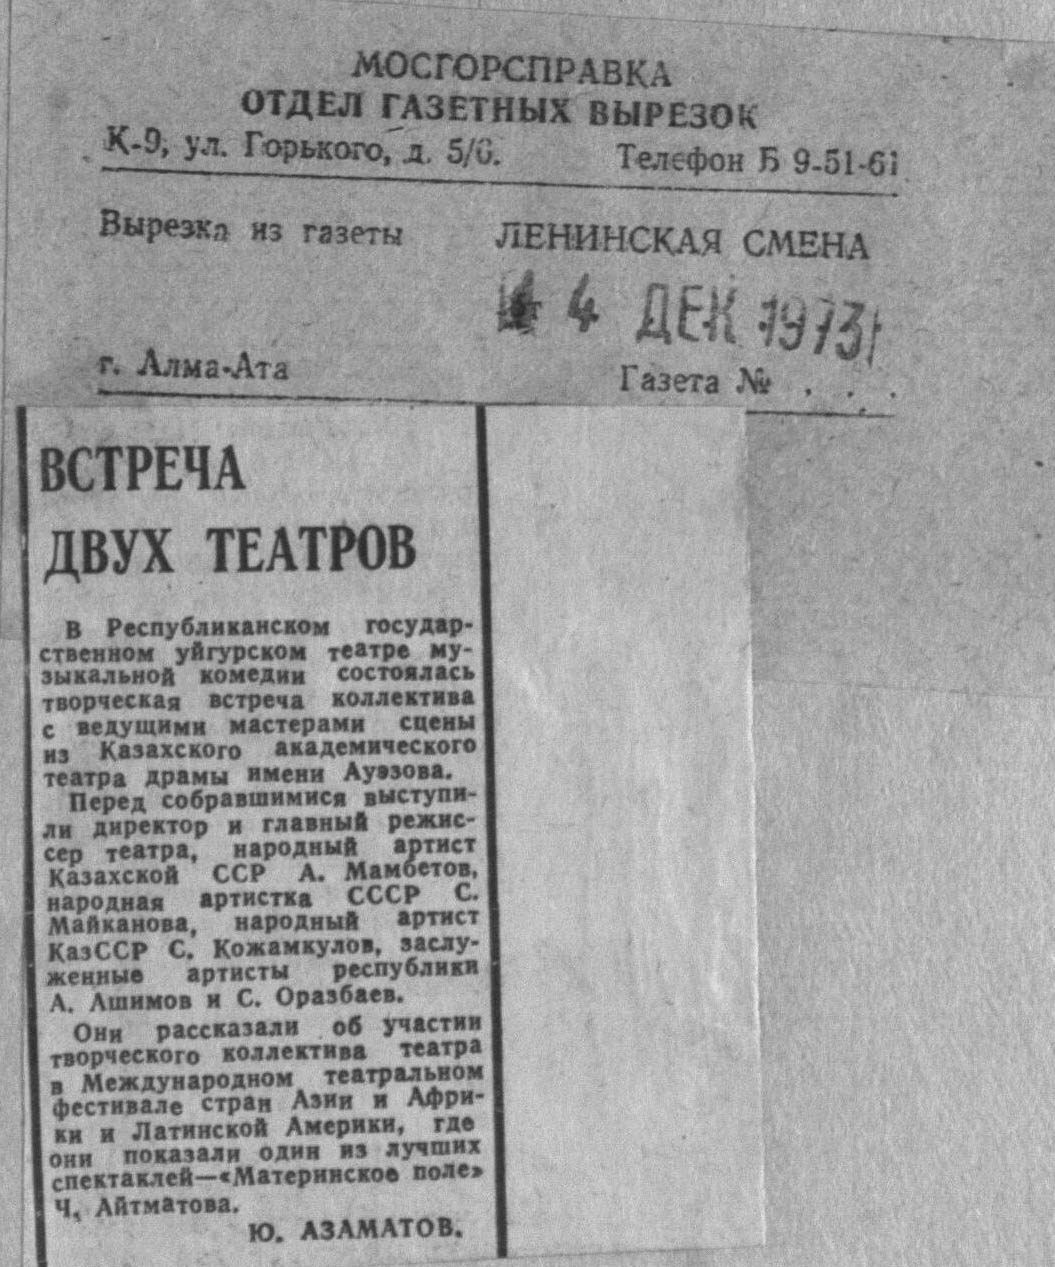 МОСГОРСПРАВКА
ОТДЕЛ ГАЗЕТНЫХ ВЫРЕЗОК
К-9, ул. Горького, д. 5/6. Телефон Б 9-51-61
Вырезка из газеты ЛЕНИНСКАЯ СМЕНА
4 ДЕК 1973
г. Алма-Ата Газета № . . .
ВСТРЕЧА
ДВУХ ТЕАТРОВ
В Республиканском государ-
ственном уйгурском театре му-
зыкальной комедии состоялась
творческая встреча коллектива
с ведущими мастерами сцены
из Казахского академического
театра драмы имени Ауэзова.
Перед собравшимися выступи-
ли директор и главный режис-
сер театра, народный артист
Казахской ССР А. Мамбетов,
народная артистка СССР С.
Майканова, народный артист
КазССР С. Кожамкулов, заслу-
женные артисты республики
А. Ашимов и С. Оразбаев.
Они рассказали об участии
творческого коллектива театра
в Международном театральном
фестивале стран Азии и Афри-
ки и Латинской Америки, где
они показали один из лучших
спектаклей—«Материнское поле»
Ч. Айтматова.
Ю. АЗАМАТОВ.